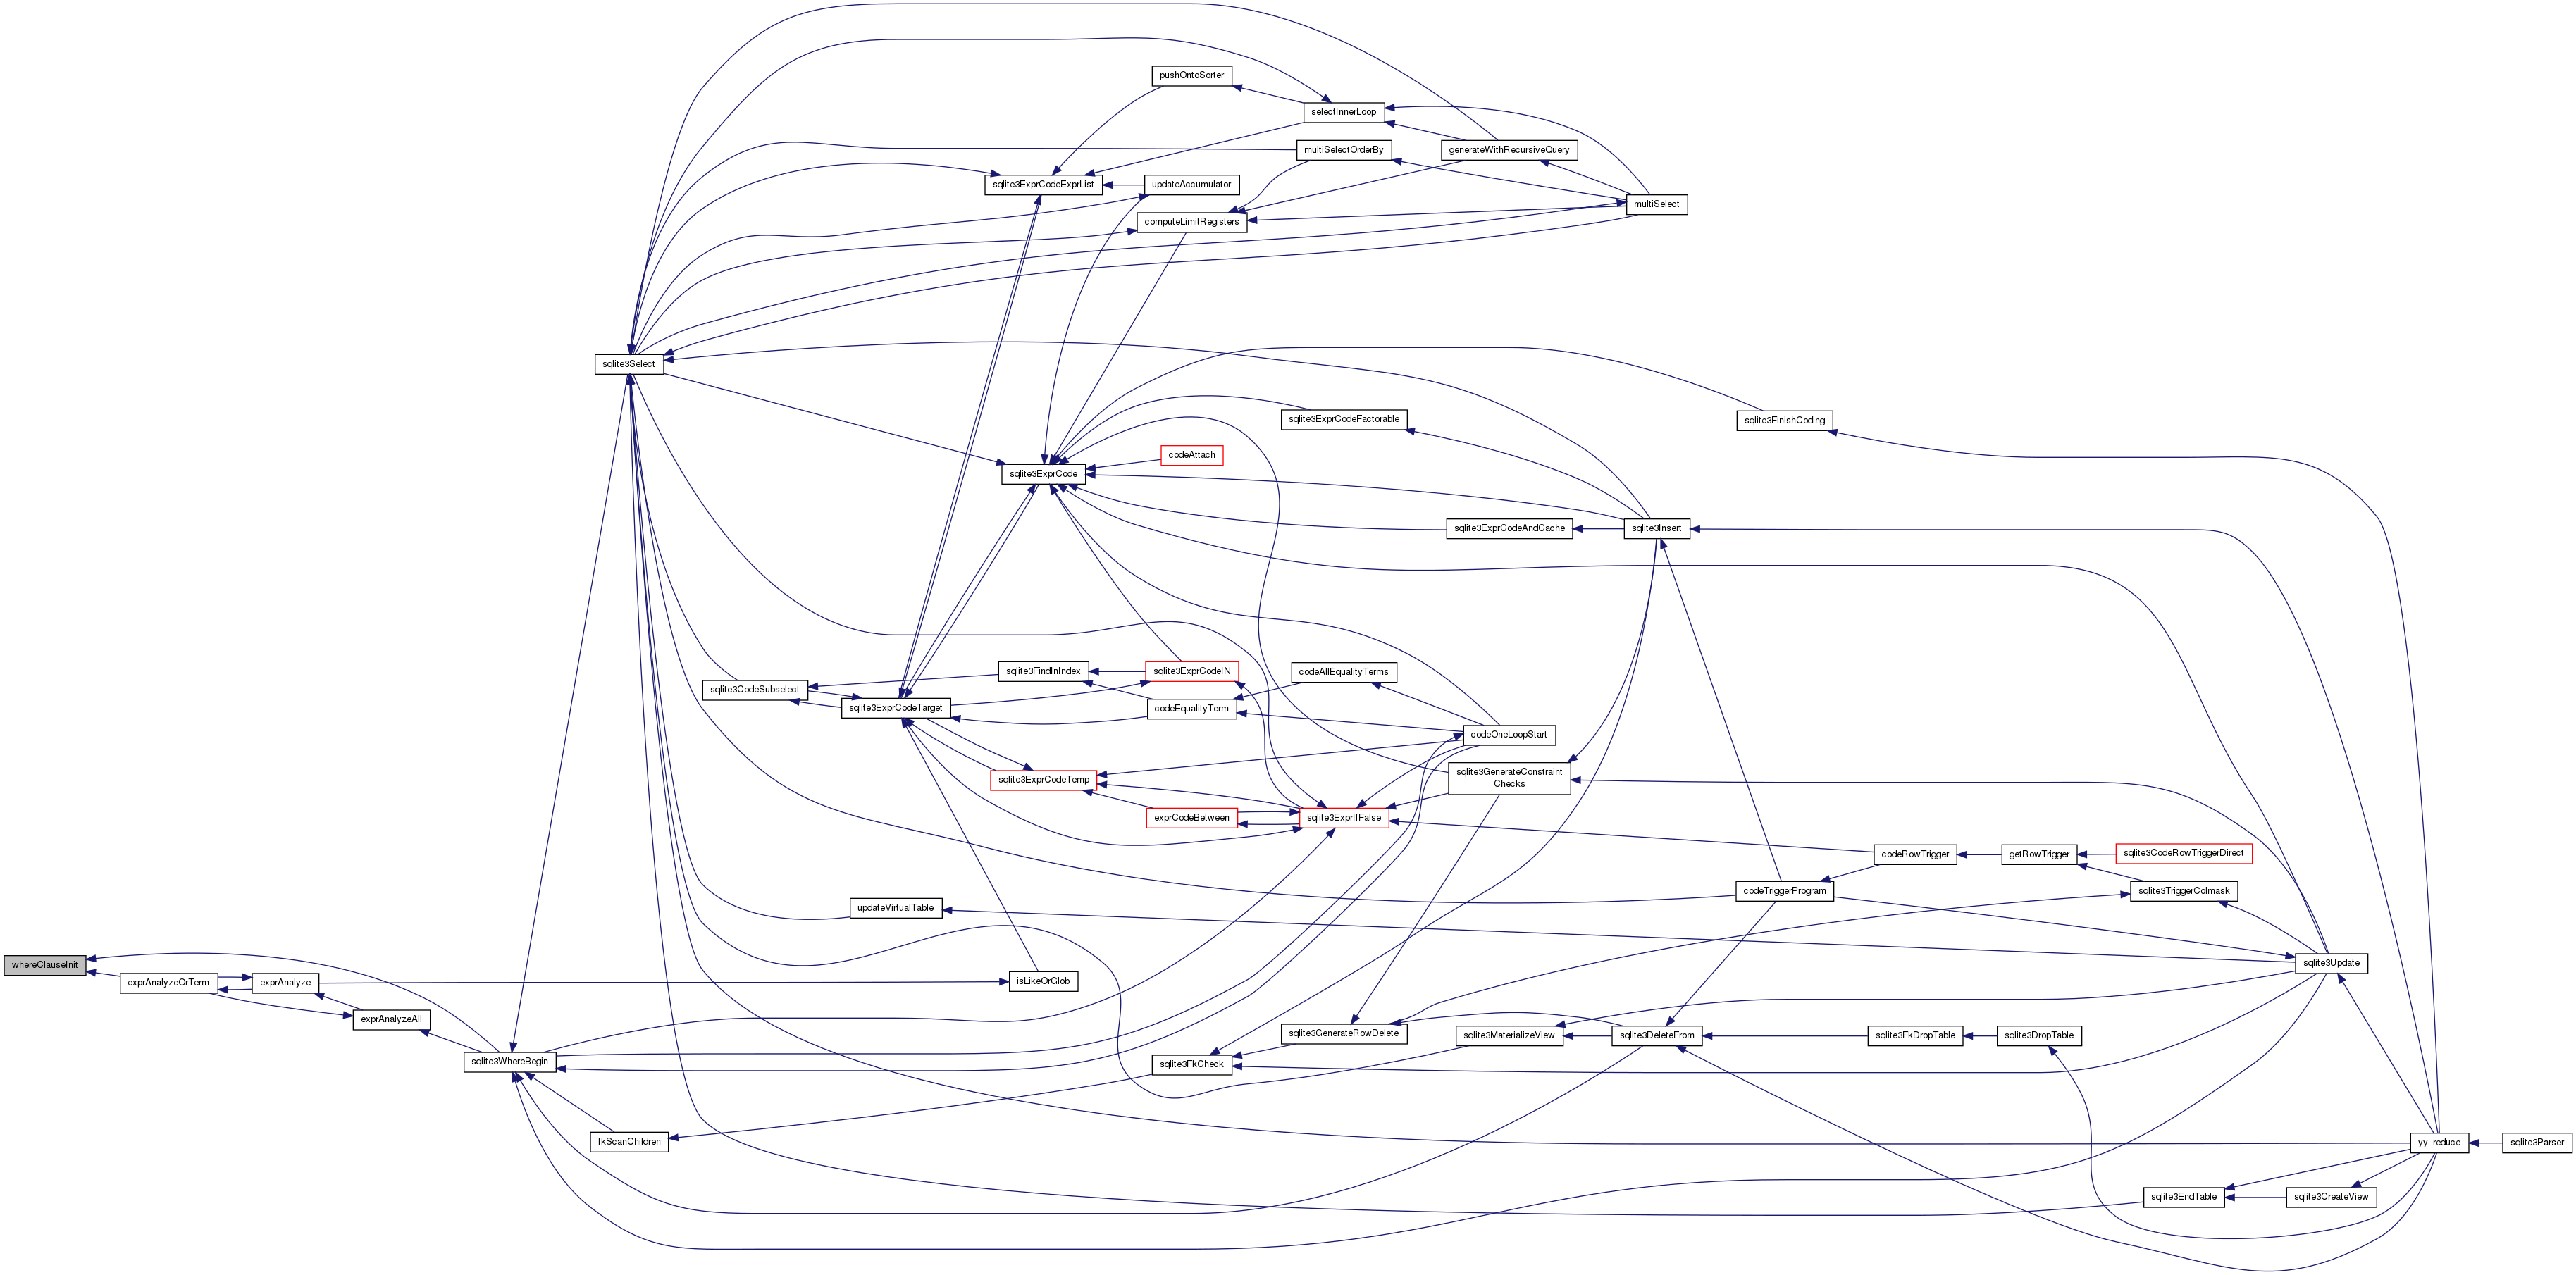 pushOntoSorter
selectInnerLoop
multiSelectOrderBy
generateWithRecursiveQuery
sqlite3ExprCodeExprList
updateAccumulator
multiSelect
computeLimitRegisters
sqlite3Select
sqlite3ExprCodeFactorable
sqlite3FinishCoding
codeAttach
sqlite3ExprCode
sqlite3ExprCodeAndCache
sqlite3Insert
sqlite3FindInIndex
sqlite3ExprCodeIN
codeAllEqualityTerms
sqlite3CodeSubselect
sqlite3ExprCodeTarget
codeEqualityTerm
codeOneLoopStart
sqlite3ExprCodeTemp
sqlite3GenerateConstraint
Checks
exprCodeBetween
sqlite3ExprIfFalse
codeRowTrigger
getRowTrigger
sqlite3CodeRowTriggerDirect
codeTriggerProgram
sqlite3TriggerColmask
updateVirtualTable
whereClauseInit
sqlite3Update
exprAnalyzeOrTerm
exprAnalyze
isLikeOrGlob
exprAnalyzeAll
sqlite3GenerateRowDelete
sqlite3MaterializeView
sqlite3DeleteFrom
sqlite3FkDropTable
sqlite3DropTable
sqlite3WhereBegin
sqlite3FkCheck
fkScanChildren
yy_reduce
sqlite3Parser
sqlite3EndTable
sqlite3CreateView